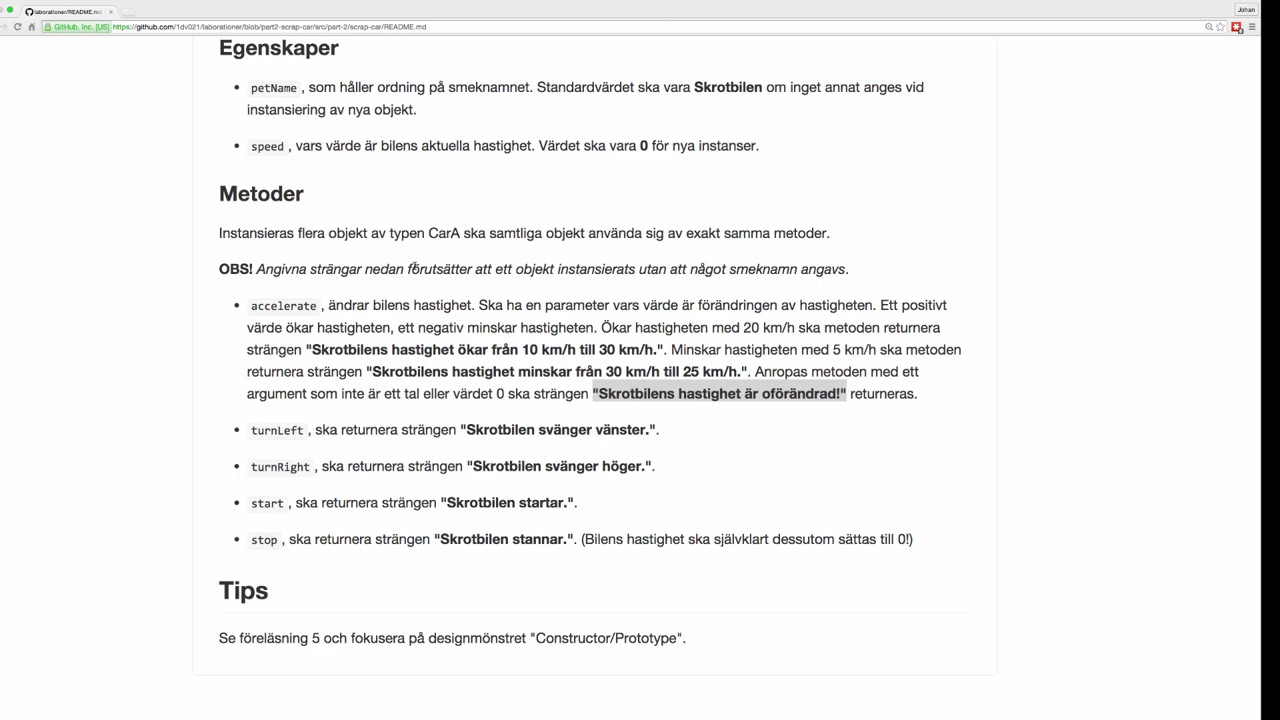 laborationer/README.md
Johan
GitHub, Inc. [US] https://github.com/1dv021/laborationer/blob/part2-scrap-car/src/part-2/scrap-car/README.md
Egenskaper
petName , som håller ordning på smeknamnet. Standardvärdet ska vara Skrotbilen om inget annat anges vid
instansiering av nya objekt.
speed , vars värde är bilens aktuella hastighet. Värdet ska vara 0 för nya instanser.
Metoder
Instansieras flera objekt av typen CarA ska samtliga objekt använda sig av exakt samma metoder.
OBS! Angivna strängar nedan förutsätter att ett objekt instansierats utan att något smeknamn angavs.
accelerate , ändrar bilens hastighet. Ska ha en parameter vars värde är förändringen av hastigheten. Ett positivt
värde ökar hastigheten, ett negativ minskar hastigheten. Ökar hastigheten med 20 km/h ska metoden returnera
strängen "Skrotbilens hastighet ökar från 10 km/h till 30 km/h.". Minskar hastigheten med 5 km/h ska metoden
returnera strängen "Skrotbilens hastighet minskar från 30 km/h till 25 km/h.". Anropas metoden med ett
argument som inte är ett tal eller värdet 0 ska strängen "Skrotbilens hastighet är oförändrad!" returneras.
turnLeft , ska returnera strängen "Skrotbilen svänger vänster.".
turnRight , ska returnera strängen "Skrotbilen svänger höger.".
start , ska returnera strängen "Skrotbilen startar.".
stop , ska returnera strängen "Skrotbilen stannar.". (Bilens hastighet ska självklart dessutom sättas till 0!)
Tips
Se föreläsning 5 och fokusera på designmönstret "Constructor/Prototype".